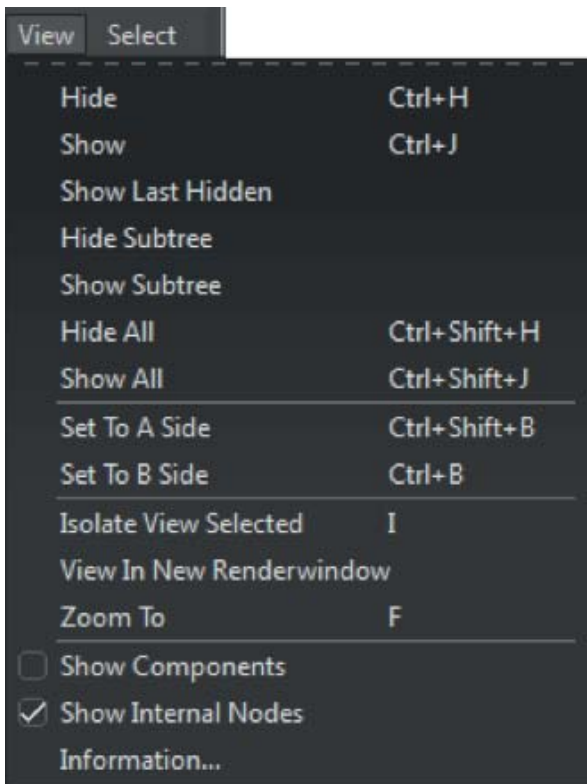 View Select
Hide Ctrl+H
Show Ctrl+J
Show Last Hidden
Hide Subtree
Show Subtree
Hide All Ctrl+Shift+H
Show All Ctrl+Shift+J
Set To A Side Ctrl+Shift+B
Set To B Side Ctrl+B
Isolate View Selected I
View In New Renderwindow
Zoom To F
Show Components
Show Internal Nodes
Information...